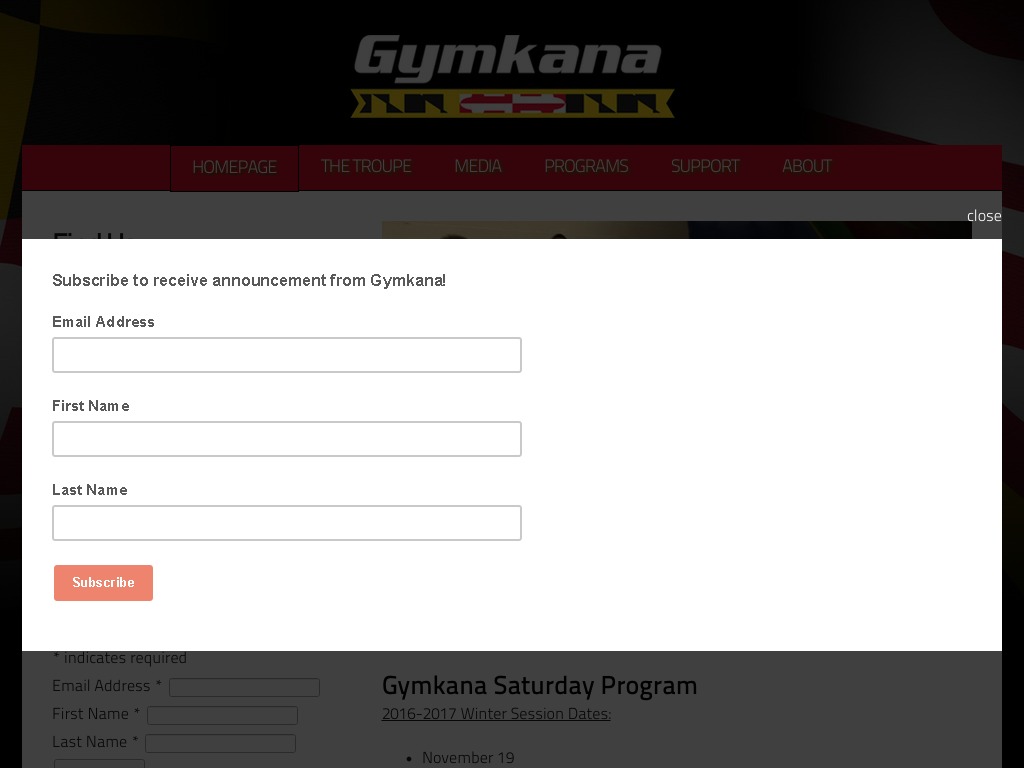 Gymkana
HOMEPAGE THE TROUPE MEDIA PROGRAMS SUPPORT ABOUT
close
Subscribe to receive announcement from Gymkana!
Email Address
First Name
Last Name
Subscribe
* indicates required
Email Address *
First Name *
Last Name *
Gymkana Saturday Program
2016-2017 Winter Session Dates:
November 19